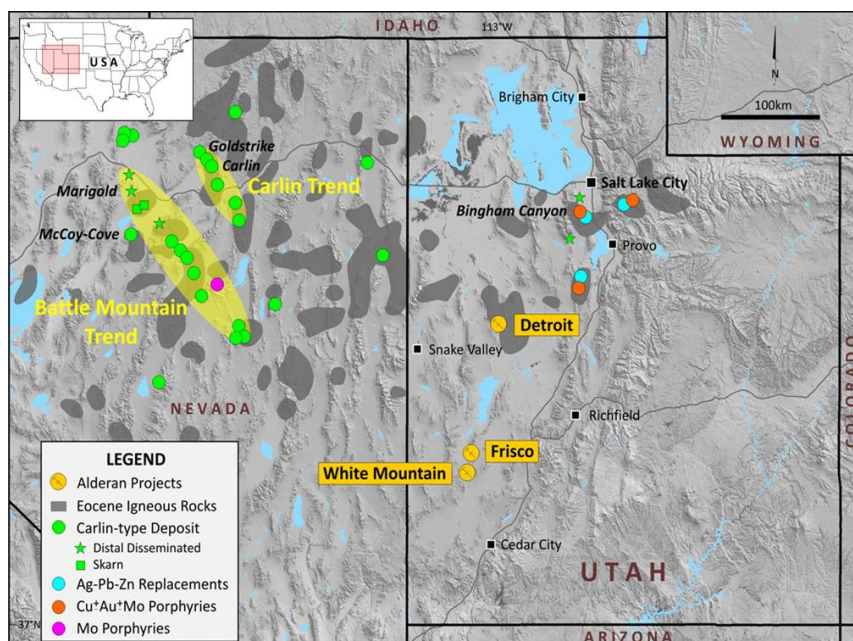 IDAHO
113°W
USA
N
100km
WYOMING
Brigham City
Goldstrike
Carlin
Marigold
Carlin Trend
Salt Lake City
Bingham Canyon
McCoy-Cove
Provo
Battle Mountain
Trend
Detroit
Snake Valley
COLORADO
NEVADA
Richfield
Frisco
White Mountain
LEGEND
Alderan Projects
Eocene Igneous Rocks
Carlin-type Deposit
Distal Disseminated
Skarn
Ag-Pb-Zn Replacements
Cu⁺Au⁺Mo Porphyries
Mo Porphyries
Cedar City
UTAH
37°N
ARIZONA